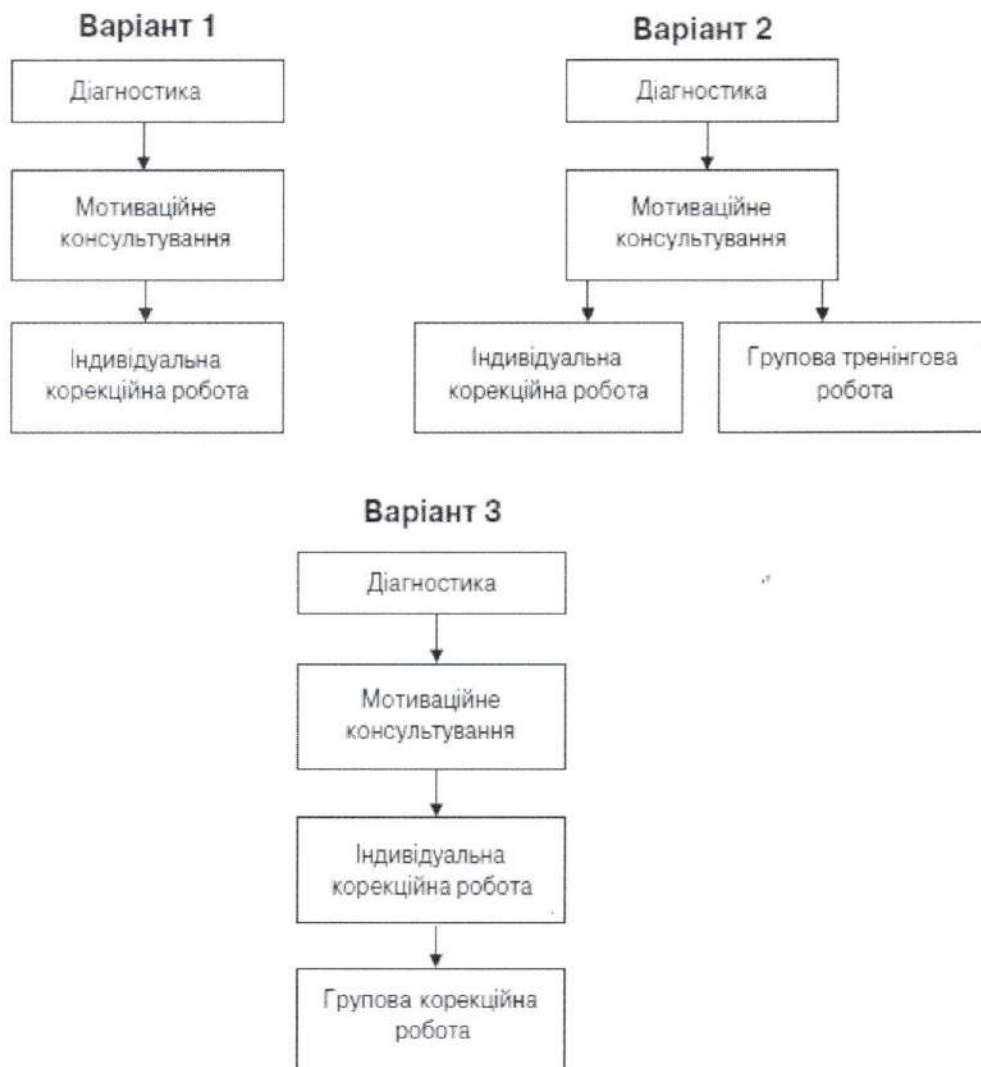 Варіант 1
Діагностика
Мотиваційне
консультування
Індивідуальна
корекційна робота
Варіант 2
Діагностика
Мотиваційне
консультування
Індивідуальна
корекційна робота
Групова тренінгова
робота
Варіант 3
Діагностика
Мотиваційне
консультування
Індивідуальна
корекційна робота
Групова корекційна
робота